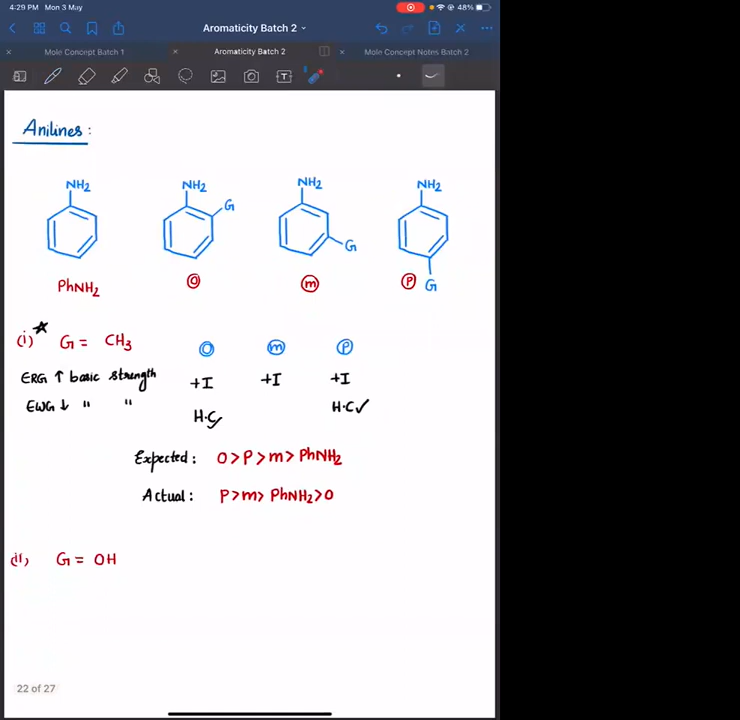 4:29 PM Mon 3 May
48%
Aromaticity Batch 2
Mole Concept Batch 1
Aromaticity Batch 2
Mole Concept Notes Batch 2
Anilines:
NH2 NH2 NH2 NH2
G G G
PhNH2 O m P
(i) G = CH3 O m P
ERG ↑ basic strength +I +I +I
EWG ↓ " " H·C✓ H·C✓
Expected: O > P > m > PhNH2
Actual: P > m > PhNH2 > O
(ii) G = OH
22 of 27